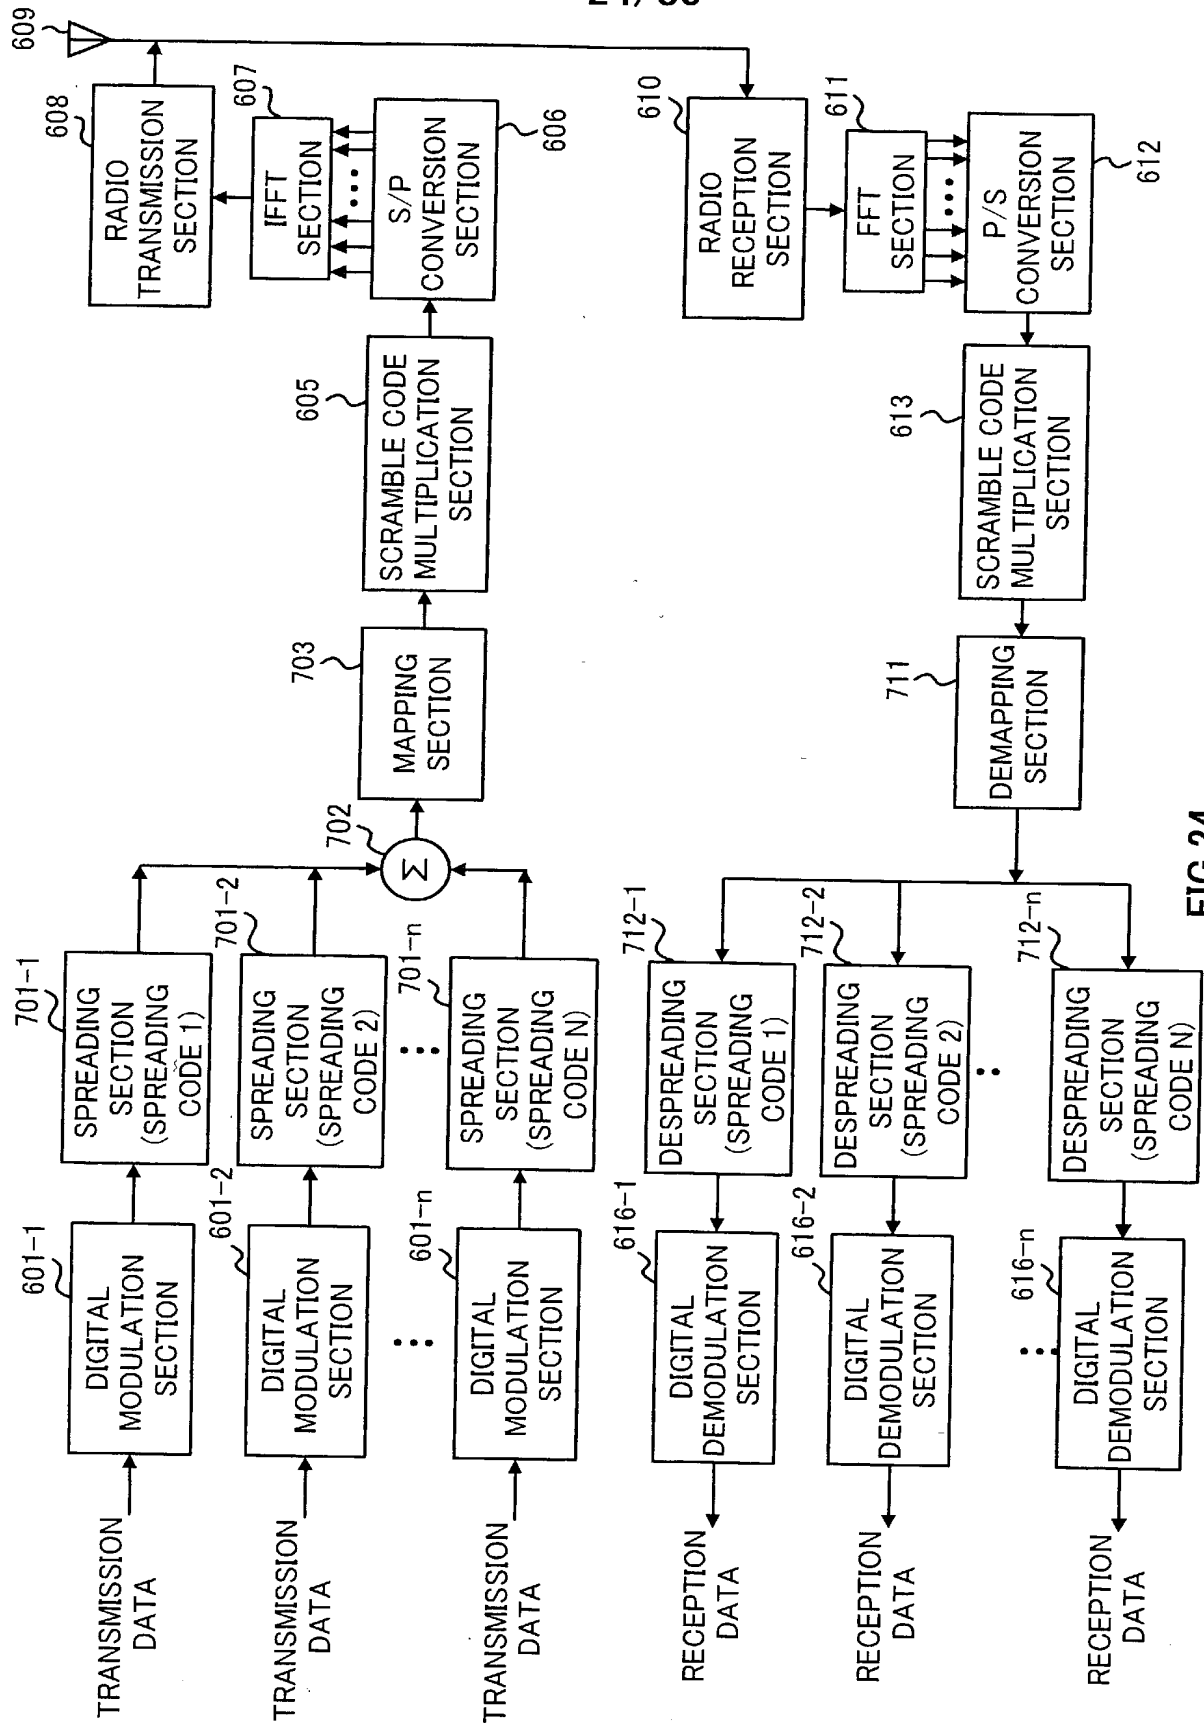 24/30
TRANSMISSION
DATA
601-1
DIGITAL
MODULATION
SECTION
701-1
SPREADING
SECTION
(SPREADING
CODE 1)
TRANSMISSION
DATA
601-2
DIGITAL
MODULATION
SECTION
701-2
SPREADING
SECTION
(SPREADING
CODE 2)
TRANSMISSION
DATA
601-n
DIGITAL
MODULATION
SECTION
701-n
SPREADING
SECTION
(SPREADING
CODE N)
702
Σ
703
MAPPING
SECTION
605
SCRAMBLE CODE
MULTIPLICATION
SECTION
606
S/P
CONVERSION
SECTION
607
IFFT
SECTION
608
RADIO
TRANSMISSION
SECTION
609
610
RADIO
RECEPTION
SECTION
611
FFT
SECTION
612
P/S
CONVERSION
SECTION
613
SCRAMBLE CODE
MULTIPLICATION
SECTION
711
DEMAPPING
SECTION
712-1
DESPREADING
SECTION
(SPREADING
CODE 1)
616-1
DIGITAL
DEMODULATION
SECTION
RECEPTION
DATA
712-2
DESPREADING
SECTION
(SPREADING
CODE 2)
616-2
DIGITAL
DEMODULATION
SECTION
RECEPTION
DATA
712-n
DESPREADING
SECTION
(SPREADING
CODE N)
616-n
DIGITAL
DEMODULATION
SECTION
RECEPTION
DATA
FIG.24